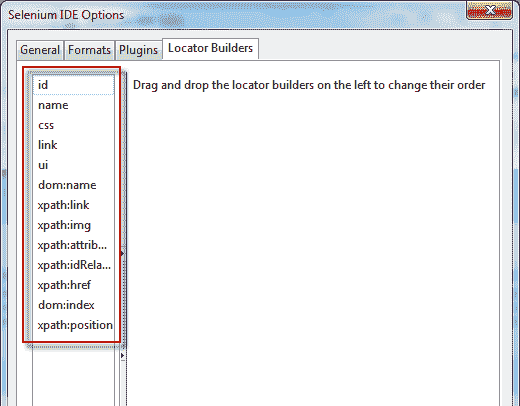 Selenium IDE Options
General Formats Plugins Locator Builders
id
Drag and drop the locator builders on the left to change their order
name
css
link
ui
dom:name
xpath:link
xpath:img
xpath:attrib...
xpath:idRela...
xpath:href
dom:index
xpath:position